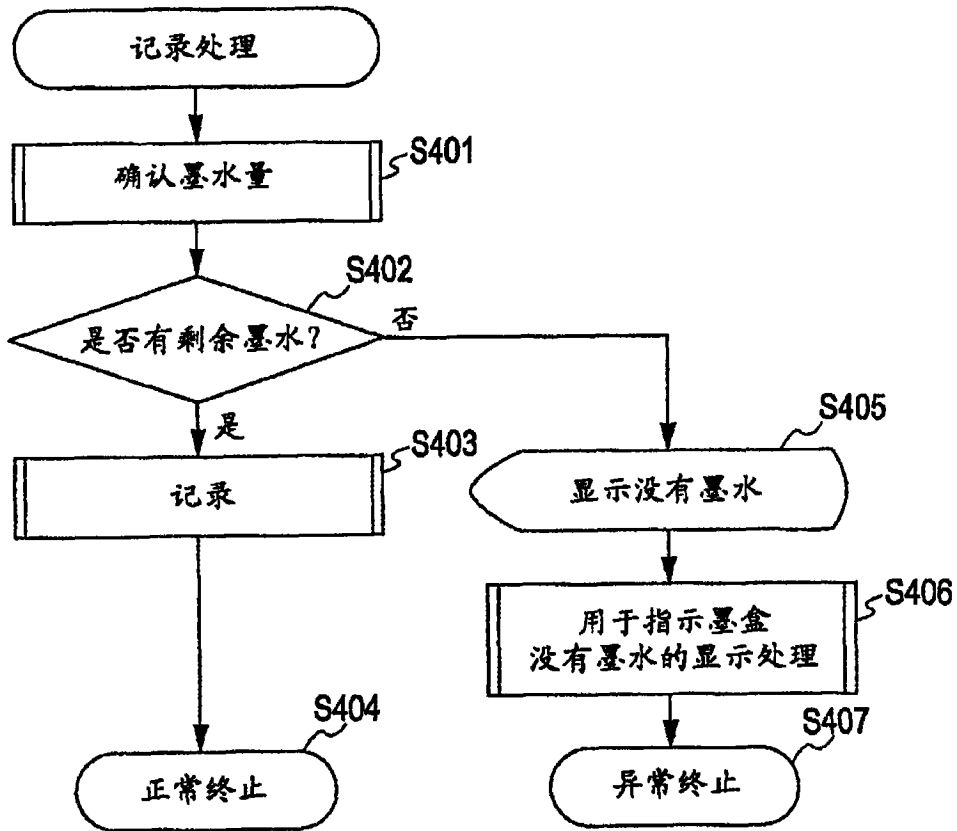 记录处理
确认墨水量
S401
S402
是否有剩余墨水？
否
是
记录
S403
S405
显示没有墨水
用于指示墨盒
没有墨水的显示处理
S406
S404
正常终止
S407
异常终止